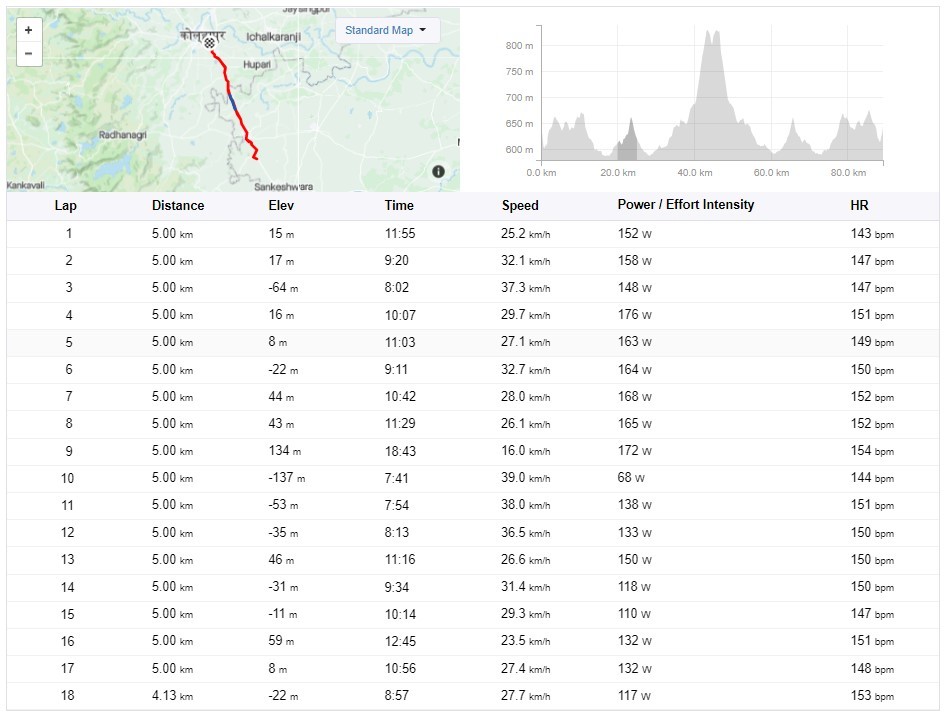 +
−
Standard Map
कोल्हापूर
Ichalkaranji
Hupari
Radhanagri
Kankavali
Sankeshwara
i
800 m
750 m
700 m
650 m
600 m
0.0 km 20.0 km 40.0 km 60.0 km 80.0 km
Lap Distance Elev Time Speed Power / Effort Intensity HR
1 5.00 km 15 m 11:55 25.2 km/h 152 W 143 bpm
2 5.00 km 17 m 9:20 32.1 km/h 158 W 147 bpm
3 5.00 km -64 m 8:02 37.3 km/h 148 W 147 bpm
4 5.00 km 16 m 10:07 29.7 km/h 176 W 151 bpm
5 5.00 km 8 m 11:03 27.1 km/h 163 W 149 bpm
6 5.00 km -22 m 9:11 32.7 km/h 164 W 150 bpm
7 5.00 km 44 m 10:42 28.0 km/h 168 W 152 bpm
8 5.00 km 43 m 11:29 26.1 km/h 165 W 152 bpm
9 5.00 km 134 m 18:43 16.0 km/h 172 W 154 bpm
10 5.00 km -137 m 7:41 39.0 km/h 68 W 144 bpm
11 5.00 km -53 m 7:54 38.0 km/h 138 W 151 bpm
12 5.00 km -35 m 8:13 36.5 km/h 133 W 150 bpm
13 5.00 km 46 m 11:16 26.6 km/h 150 W 150 bpm
14 5.00 km -31 m 9:34 31.4 km/h 118 W 150 bpm
15 5.00 km -11 m 10:14 29.3 km/h 110 W 147 bpm
16 5.00 km 59 m 12:45 23.5 km/h 132 W 151 bpm
17 5.00 km 8 m 10:56 27.4 km/h 132 W 148 bpm
18 4.13 km -22 m 8:57 27.7 km/h 117 W 153 bpm